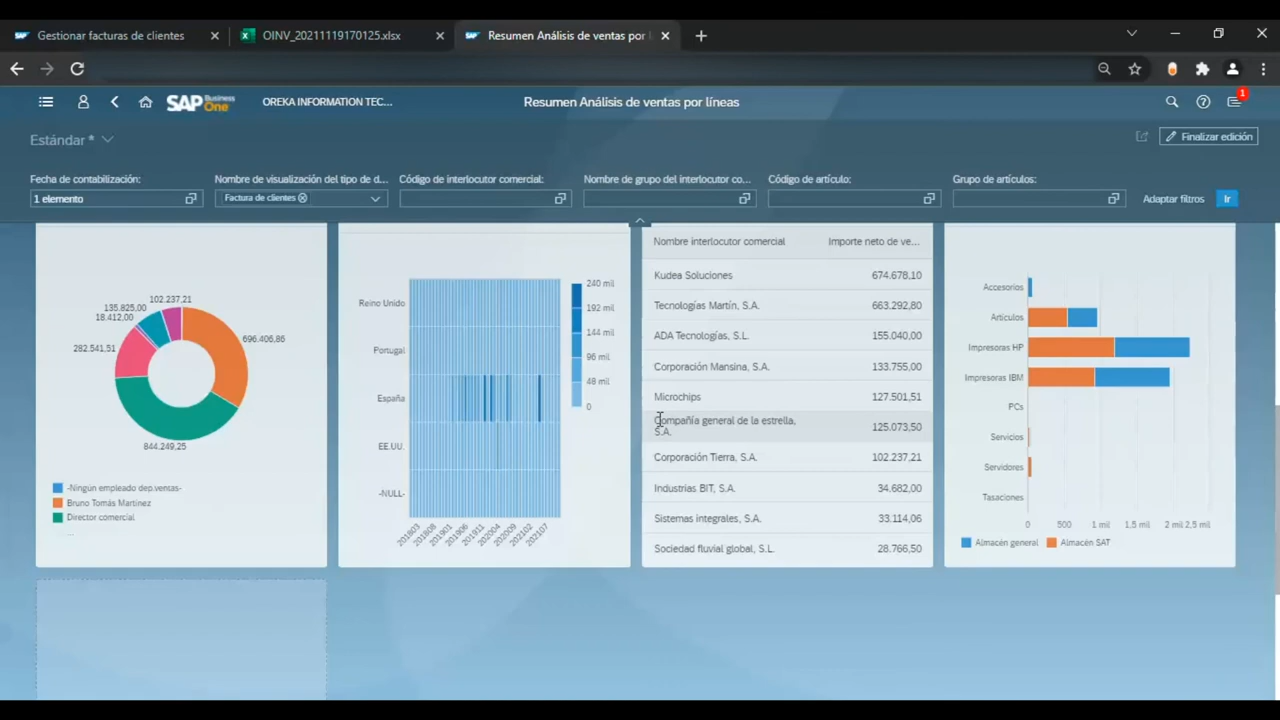 Gestionar facturas de clientes
OINV_20211119170125.xlsx
Resumen Análisis de ventas por l
SAP Business One
OREKA INFORMATION TEC...
Resumen Análisis de ventas por líneas
1
Estándar *
Finalizar edición
Fecha de contabilización:
Nombre de visualización del tipo de d...
Código de interlocutor comercial:
Nombre de grupo del interlocutor co...
Código de artículo:
Grupo de artículos:
1 elemento
Factura de clientes
Adaptar filtros
Ir
102.237,21
135.825,00
18.412,00
282.541,51
696.406,86
844.249,25
-Ningún empleado dep.ventas-
Bruno Tomás Martínez
Director comercial
...
Reino Unido
Portugal
España
EE.UU.
-NULL-
201803
201808
201901
201906
201911
202004
202009
202102
202107
240 mil
192 mil
144 mil
96 mil
48 mil
0
Nombre interlocutor comercial Importe neto de ve...
Kudea Soluciones 674.678,10
Tecnologías Martín, S.A. 663.292,80
ADA Tecnologías, S.L. 155.040,00
Corporación Mansina, S.A. 133.755,00
Microchips 127.501,51
Compañía general de la estrella,
S.A. 125.073,50
Corporación Tierra, S.A. 102.237,21
Industrias BIT, S.A. 34.682,00
Sistemas integrales, S.A. 33.114,06
Sociedad fluvial global, S.L. 28.766,50
Accesorios
Artículos
Impresoras HP
Impresoras IBM
PCs
Servicios
Servidores
Tasaciones
0 500 1 mil 1,5 mil 2 mil 2,5 mil
Almacén general Almacén SAT